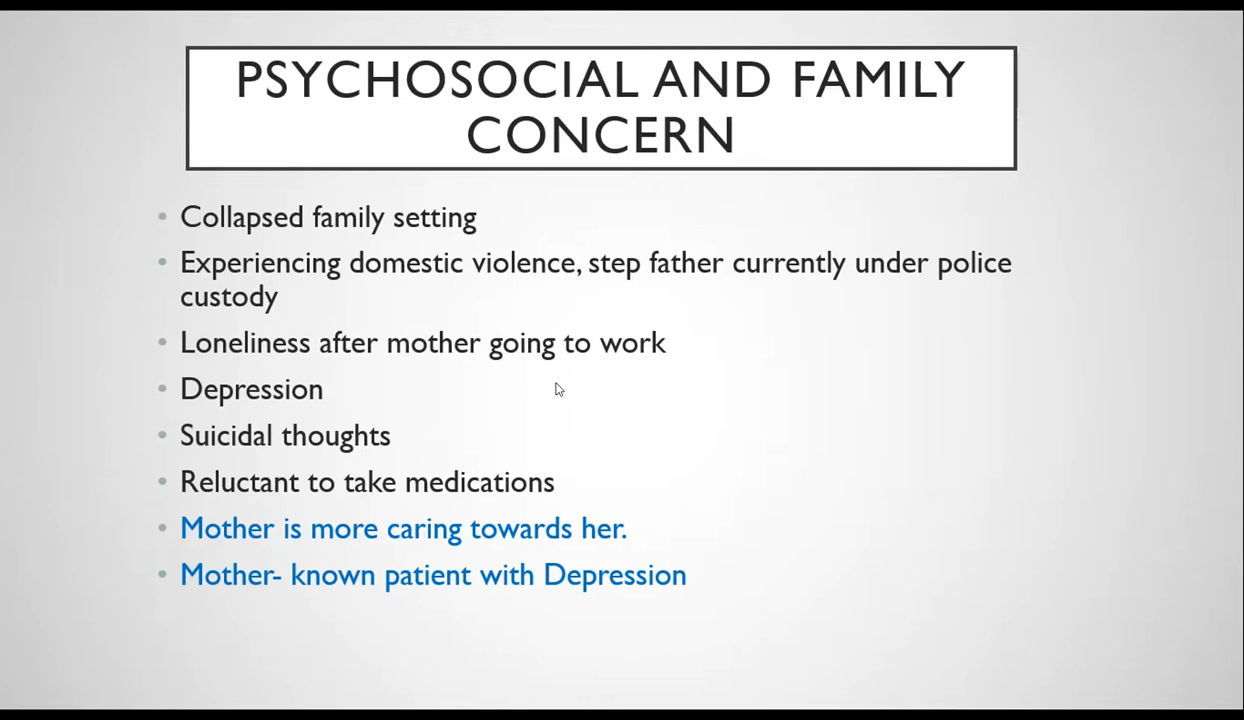 PSYCHOSOCIAL AND FAMILY
CONCERN
• Collapsed family setting
• Experiencing domestic violence, step father currently under police
custody
• Loneliness after mother going to work
• Depression
• Suicidal thoughts
• Reluctant to take medications
• Mother is more caring towards her.
• Mother- known patient with Depression